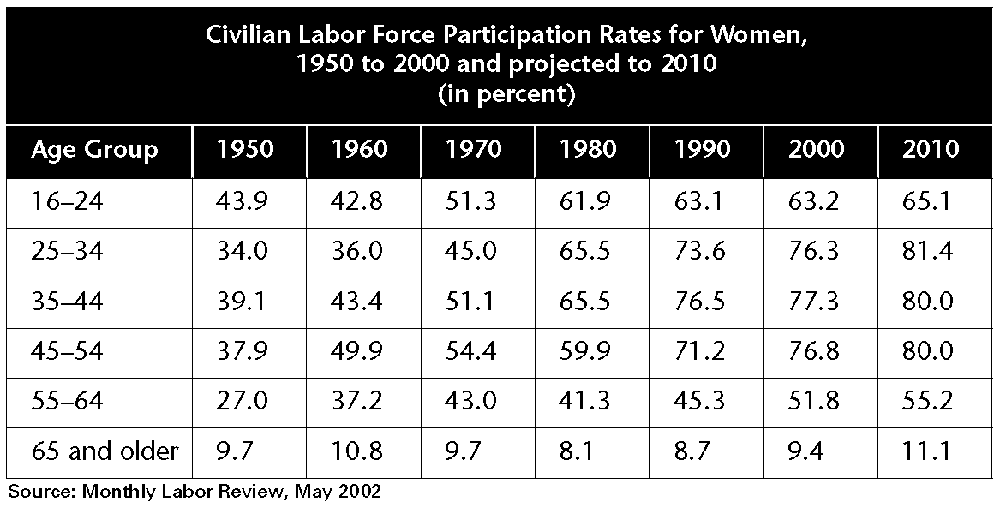 Civilian Labor Force Participation Rates for Women,
1950 to 2000 and projected to 2010
(in percent)
Age Group 1950 1960 1970 1980 1990 2000 2010
16–24 43.9 42.8 51.3 61.9 63.1 63.2 65.1
25–34 34.0 36.0 45.0 65.5 73.6 76.3 81.4
35–44 39.1 43.4 51.1 65.5 76.5 77.3 80.0
45–54 37.9 49.9 54.4 59.9 71.2 76.8 80.0
55–64 27.0 37.2 43.0 41.3 45.3 51.8 55.2
65 and older 9.7 10.8 9.7 8.1 8.7 9.4 11.1
Source: Monthly Labor Review, May 2002